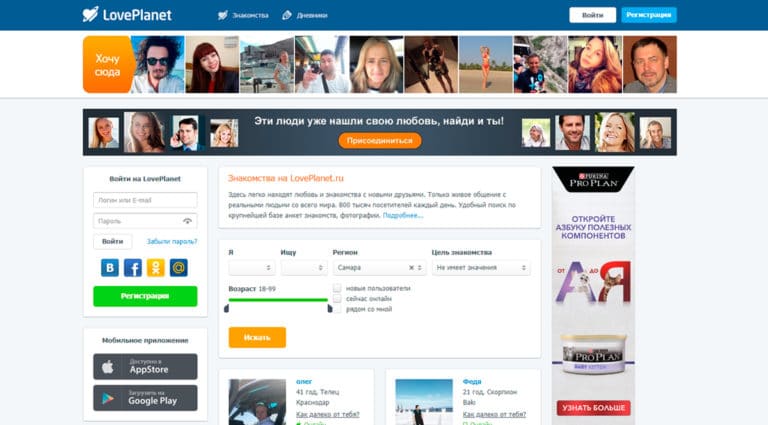 LovePlanet
Знакомства
Дневники
Войти
Регистрация
Хочу
сюда
Эти люди уже нашли свою любовь, найди и ты!
Присоединиться
Войти на LovePlanet
Логин или E-mail
Пароль
Войти
Забыли пароль?
Регистрация
Мобильное приложение
Доступно в
AppStore
Загрузить на
Google Play
Знакомства на LovePlanet.ru
Здесь легко находят любовь и знакомства с новыми друзьями. Только живое общение с
реальными людьми со всего мира. 800 тысяч посетителей каждый день. Удобный поиск по
крупнейшей базе анкет знакомств, фотографии. Подробнее...
Я
Ищу
Регион
Цель знакомства
Самара
Не имеет значения
Возраст 18-99
новые пользователи
сейчас онлайн
рядом со мной
Искать
олег
41 год, Телец
Краснодар
Как далеко от тебя?
Онлайн
Федя
21 год, Скорпион
Bakı
Как далеко от тебя?
Онлайн
PURINA
PRO PLAN
ОТКРОЙТЕ
АЗБУКУ ПОЛЕЗНЫХ
КОМПОНЕНТОВ
ОТ А ДО Я
PRO PLAN
BABY KITTEN
УЗНАТЬ БОЛЬШЕ